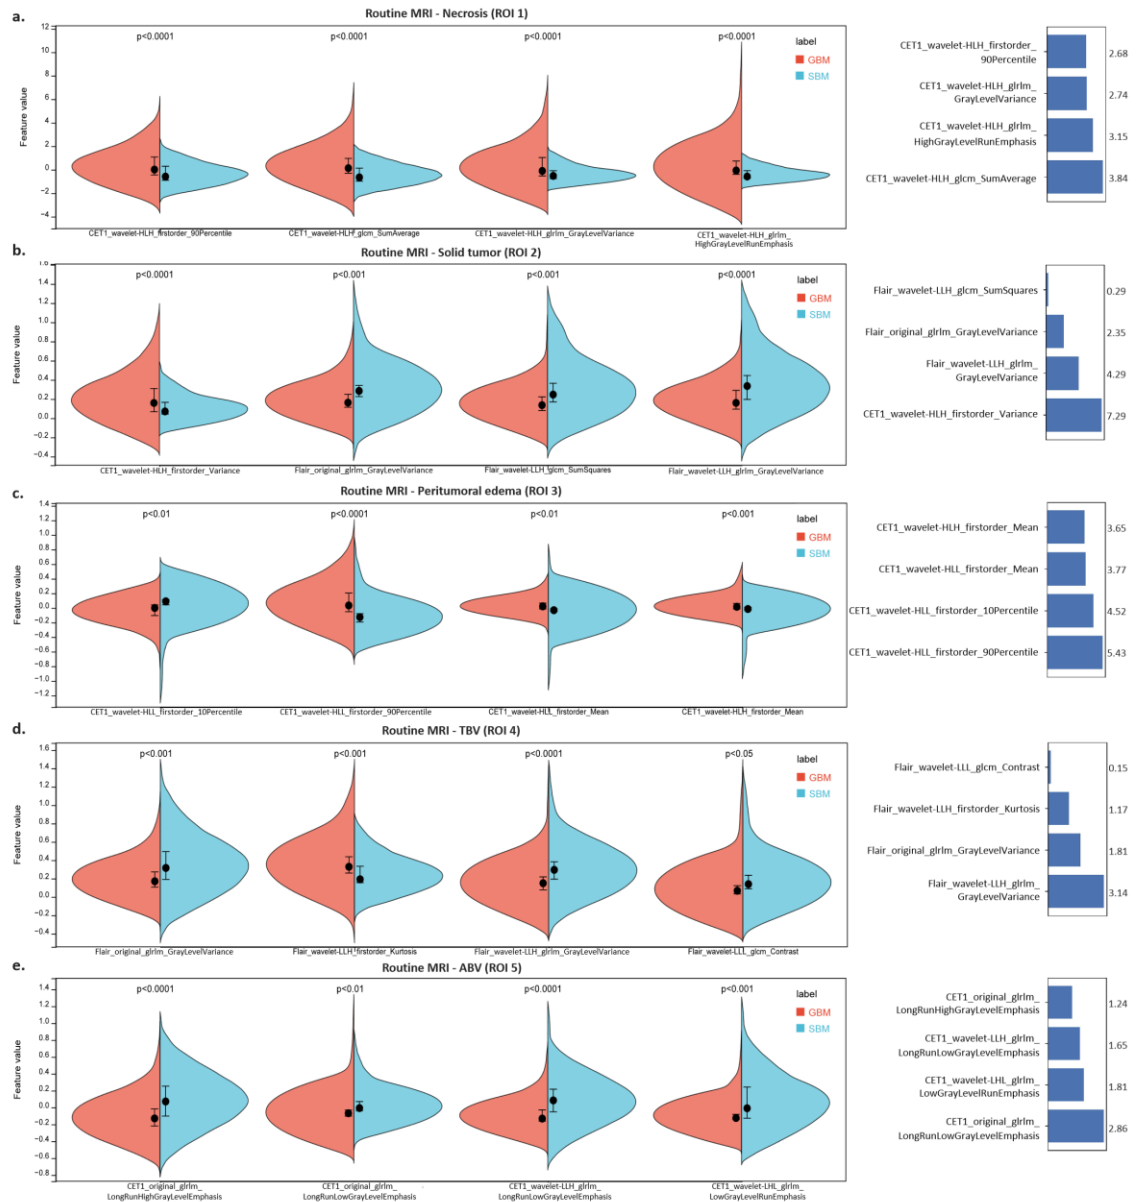 a.
Routine MRI - Necrosis (ROI 1)
12
10
8
6
4
2
0
−2
−4
Feature value
p<0.0001
p<0.0001
p<0.0001
p<0.0001
label
GBM
SBM
CET1_wavelet-HLH_firstorder_90Percentile
CET1_wavelet-HLH_glcm_SumAverage
CET1_wavelet-HLH_glrlm_GrayLevelVariance
CET1_wavelet-HLH_glrlm_
HighGrayLevelRunEmphasis
CET1_wavelet-HLH_firstorder_
90Percentile
2.68
CET1_wavelet-HLH_glrlm_
GrayLevelVariance
2.74
CET1_wavelet-HLH_glrlm_
HighGrayLevelRunEmphasis
3.15
CET1_wavelet-HLH_glcm_SumAverage
3.84
b.
Routine MRI - Solid tumor (ROI 2)
1.6
1.4
1.2
1.0
0.8
0.6
0.4
0.2
0.0
−0.2
−0.4
Feature value
p<0.0001
p<0.001
p<0.001
p<0.0001
label
GBM
SBM
CET1_wavelet-HLH_firstorder_Variance
Flair_original_glrlm_GrayLevelVariance
Flair_wavelet-LLH_glcm_SumSquares
Flair_wavelet-LLH_glrlm_GrayLevelVariance
Flair_wavelet-LLH_glcm_SumSquares
0.29
Flair_original_glrlm_GrayLevelVariance
2.35
Flair_wavelet-LLH_glrlm_
GrayLevelVariance
4.29
CET1_wavelet-HLH_firstorder_Variance
7.29
c.
Routine MRI - Peritumoral edema (ROI 3)
1.4
1.2
1.0
0.8
0.6
0.4
0.2
0.0
−0.2
−0.4
−0.6
−0.8
−1.0
−1.2
Feature value
p<0.01
p<0.0001
p<0.01
p<0.001
label
GBM
SBM
CET1_wavelet-HLL_firstorder_10Percentile
CET1_wavelet-HLL_firstorder_90Percentile
CET1_wavelet-HLL_firstorder_Mean
CET1_wavelet-HLH_firstorder_Mean
CET1_wavelet-HLH_firstorder_Mean
3.65
CET1_wavelet-HLL_firstorder_Mean
3.77
CET1_wavelet-HLL_firstorder_10Percentile
4.52
CET1_wavelet-HLL_firstorder_90Percentile
5.43
d.
Routine MRI - TBV (ROI 4)
1.6
1.4
1.2
1.0
0.8
0.6
0.4
0.2
0.0
−0.2
−0.4
Feature value
p<0.001
p<0.001
p<0.0001
p<0.05
label
GBM
SBM
Flair_original_glrlm_GrayLevelVariance
Flair_wavelet-LLH_firstorder_Kurtosis
Flair_wavelet-LLH_glrlm_GrayLevelVariance
Flair_wavelet-LLL_glcm_Contrast
Flair_wavelet-LLL_glcm_Contrast
0.15
Flair_wavelet-LLH_firstorder_Kurtosis
1.17
Flair_original_glrlm_GrayLevelVariance
1.81
Flair_wavelet-LLH_glrlm_
GrayLevelVariance
3.14
e.
Routine MRI - ABV (ROI 5)
1.4
1.2
1.0
0.8
0.6
0.4
0.2
0.0
−0.2
−0.4
−0.6
−0.8
Feature value
p<0.0001
p<0.01
p<0.0001
p<0.001
label
GBM
SBM
CET1_original_glrlm_
LongRunHighGrayLevelEmphasis
CET1_original_glrlm_
LongRunLowGrayLevelEmphasis
CET1_wavelet-LLH_glrlm_
LongRunLowGrayLevelEmphasis
CET1_wavelet-LHL_glrlm_
LowGrayLevelRunEmphasis
CET1_original_glrlm_
LongRunHighGrayLevelEmphasis
1.24
CET1_wavelet-LLH_glrlm_
LongRunLowGrayLevelEmphasis
1.65
CET1_wavelet-LHL_glrlm_
LowGrayLevelRunEmphasis
1.81
CET1_original_glrlm_
LongRunLowGrayLevelEmphasis
2.86